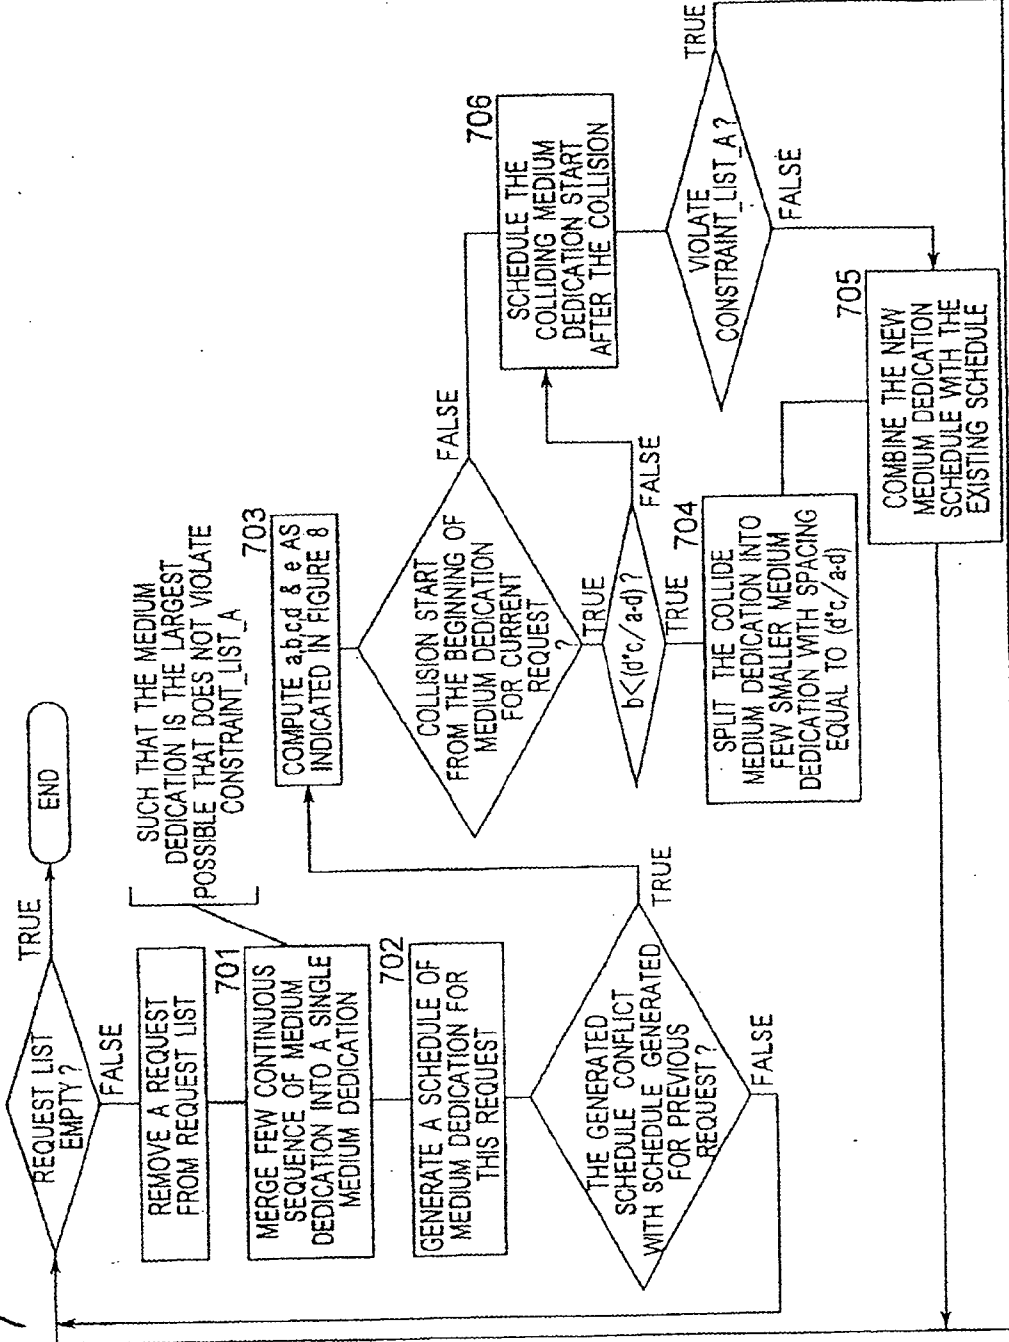 REQUEST LIST
EMPTY?
TRUE
END
FALSE
REMOVE A REQUEST
FROM REQUEST LIST
701
MERGE FEW CONTINUOUS
SEQUENCE OF MEDIUM
DEDICATION INTO A SINGLE
MEDIUM DEDICATION
SUCH THAT THE MEDIUM
DEDICATION IS THE LARGEST
POSSIBLE THAT DOES NOT VIOLATE
CONSTRAINT_LIST_A
702
GENERATE A SCHEDULE OF
MEDIUM DEDICATION FOR
THIS REQUEST
THE GENERATED
SCHEDULE CONFLICT
WITH SCHEDULE GENERATED
FOR PREVIOUS
REQUEST?
TRUE
FALSE
703
COMPUTE a,b,c,d & e AS
INDICATED IN FIGURE 8
COLLISION START
FROM THE BEGINNING OF
MEDIUM DEDICATION
FOR CURRENT
REQUEST
?
FALSE
TRUE
b<(d*c/a-d)?
FALSE
TRUE
704
SPLIT THE COLLIDE
MEDIUM DEDICATION INTO
FEW SMALLER MEDIUM
DEDICATION WITH SPACING
EQUAL TO (d*c/a-d)
706
SCHEDULE THE
COLLIDING MEDIUM
DEDICATION START
AFTER THE COLLISION
VIOLATE
CONSTRAINT_LIST_A?
TRUE
FALSE
705
COMBINE THE NEW
MEDIUM DEDICATION
SCHEDULE WITH THE
EXISTING SCHEDULE